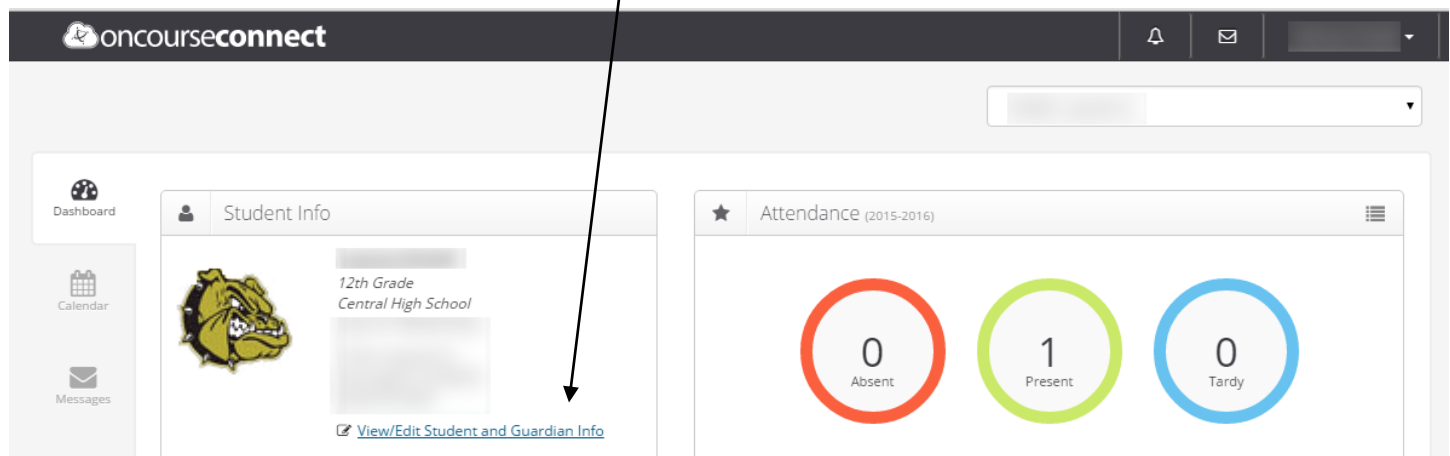 oncourseconnect
Dashboard
Calendar
Messages
Student Info
12th Grade
Central High School
View/Edit Student and Guardian Info
Attendance (2015-2016)
0
Absent
1
Present
0
Tardy